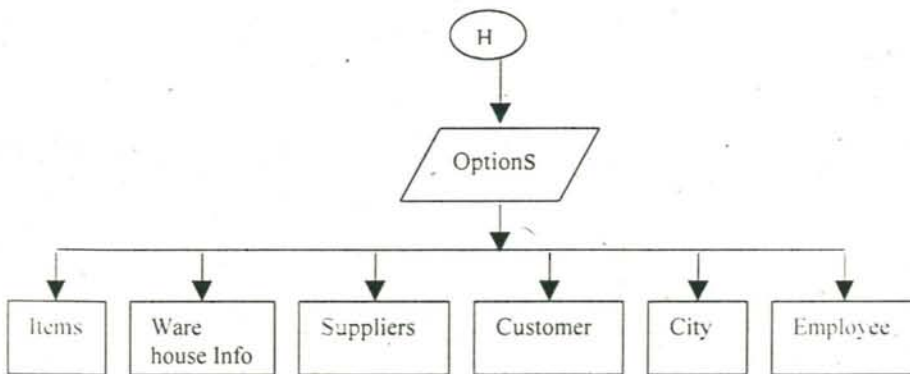 H
OptionS
Items
Ware
house Info
Suppliers
Customer
City
Employee